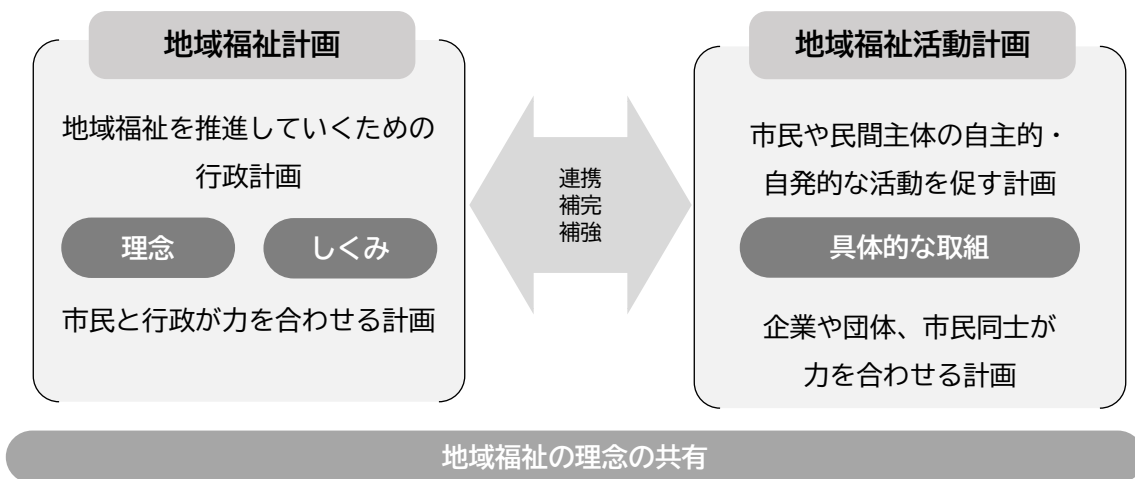 地域福祉計画
地域福祉を推進していくための
行政計画
理念
しくみ
市民と行政が力を合わせる計画
連携
補完
補強
地域福祉活動計画
市民や民間主体の自主的・
自発的な活動を促す計画
具体的な取組
企業や団体、市民同士が
力を合わせる計画
地域福祉の理念の共有